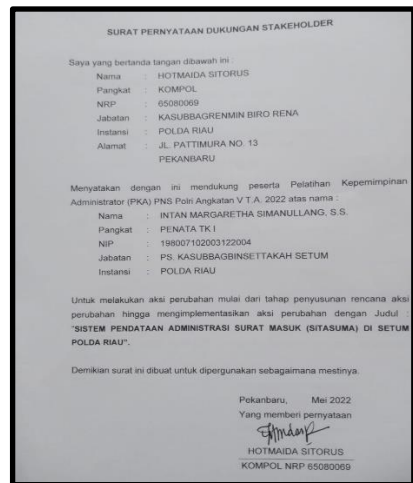 SURAT PERNYATAAN DUKUNGAN STAKEHOLDER
Saya yang bertanda tangan dibawah ini :
Nama : HOTMAIDA SITORUS
Pangkat : KOMPOL
NRP : 65080069
Jabatan : KASUBBAGRENMIN BIRO RENA
Instansi : POLDA RIAU
Alamat : JL. PATTIMURA NO. 13
PEKANBARU
Menyatakan dengan ini mendukung peserta Pelatihan Kepemimpinan
Administrator (PKA) PNS Polri Angkatan V T.A. 2022 atas nama :
Nama : INTAN MARGARETHA SIMANULLANG, S.S.
Pangkat : PENATA TK I
NIP : 198007102003122004
Jabatan : PS. KASUBBAGBINSETTAKAH SETUM
Instansi : POLDA RIAU
Untuk melakukan aksi perubahan mulai dari tahap penyusunan rencana aksi
perubahan hingga mengimplementasikan aksi perubahan dengan Judul :
"SISTEM PENDATAAN ADMINISTRASI SURAT MASUK (SITASUMA) DI SETUM
POLDA RIAU".
Demikian surat ini dibuat untuk dipergunakan sebagaimana mestinya.
Pekanbaru, Mei 2022
Yang memberi pernyataan
HOTMAIDA SITORUS
KOMPOL NRP 65080069